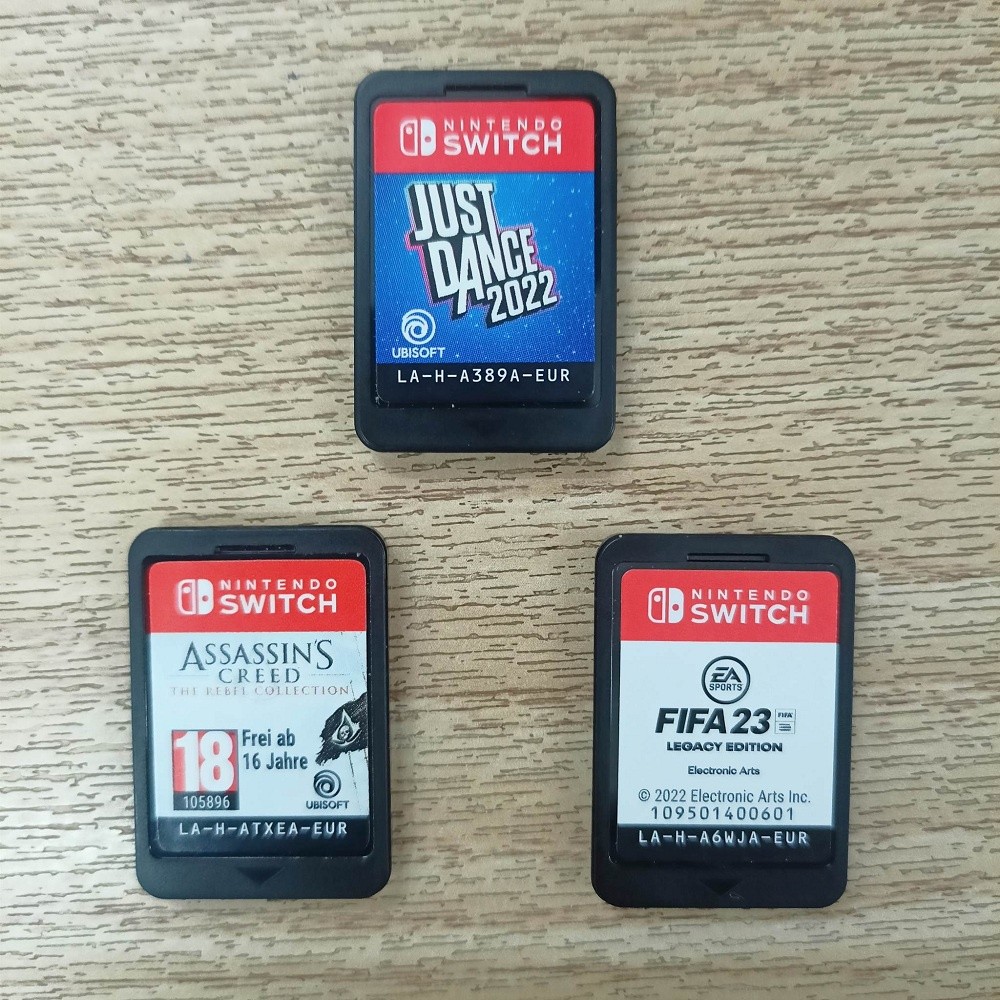 NINTENDO
SWITCH
JUST
DANCE
2022
UBISOFT
LA-H-A389A-EUR
NINTENDO
SWITCH
ASSASSIN'S
CREED
THE REBEL COLLECTION
18
105896
Frei ab
16 Jahre
UBISOFT
LA-H-ATXEA-EUR
NINTENDO
SWITCH
EA
SPORTS
FIFA 23
FIFA
LEGACY EDITION
Electronic Arts
© 2022 Electronic Arts Inc.
109501400601
LA-H-A6WJA-EUR